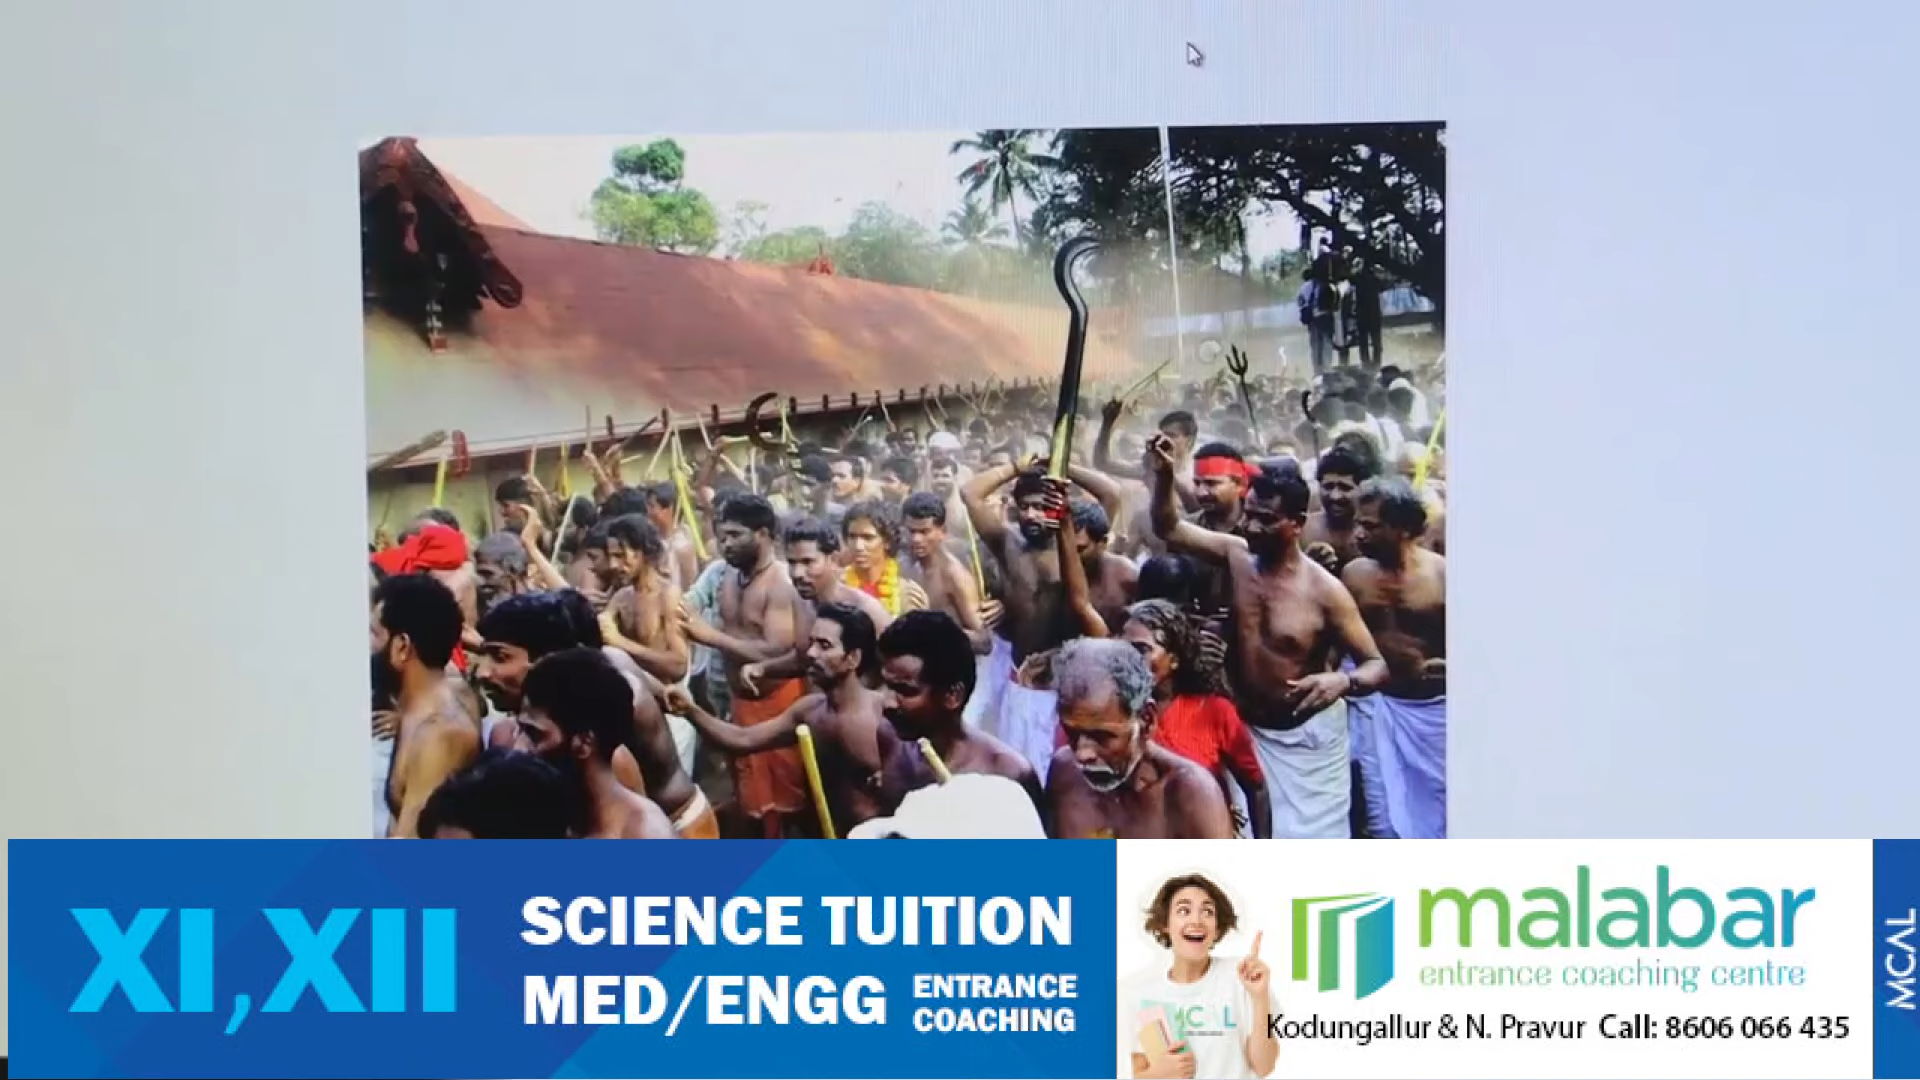 XI,XII
SCIENCE TUITION
MED/ENGG
ENTRANCE
COACHING
malabar
entrance coaching centre
Kodungallur & N. Pravur Call: 8606 066 435
MCAL